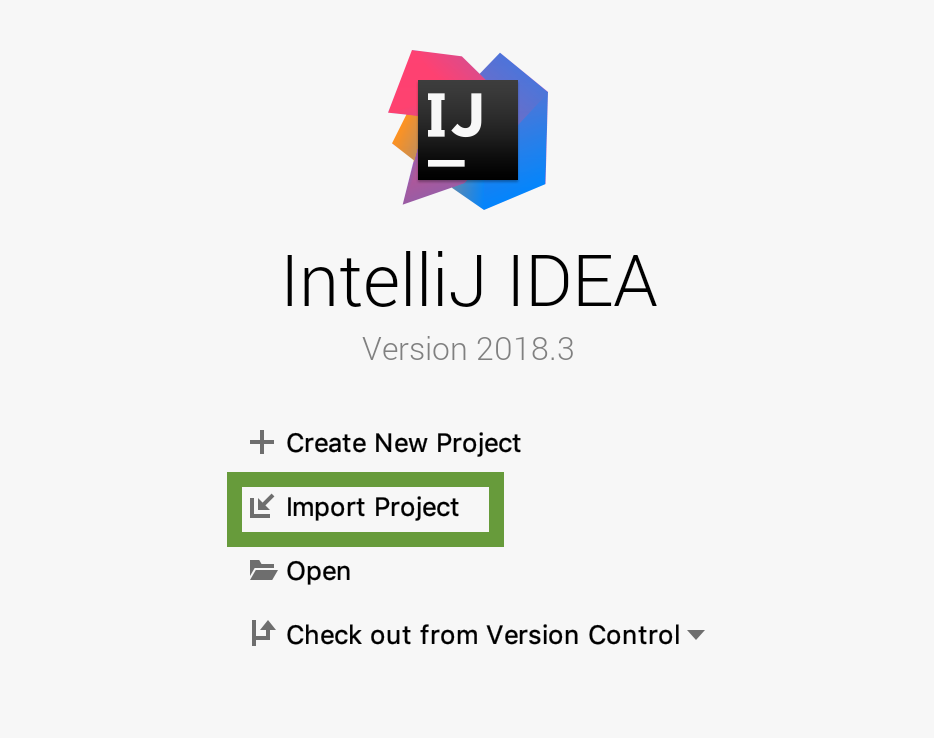 IJ
IntelliJ IDEA
Version 2018.3
Create New Project
Import Project
Open
Check out from Version Control